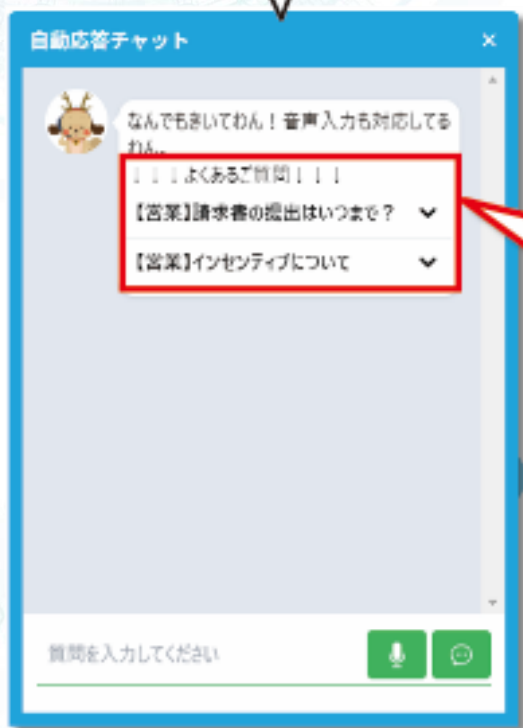 自動応答チャット
なんでもきいてわん！音声入力も対応してる
わん。
↓↓↓よくあるご質問↓↓↓
【営業】請求書の提出はいつまで？
【営業】インセンティブについて
質問を入力してください